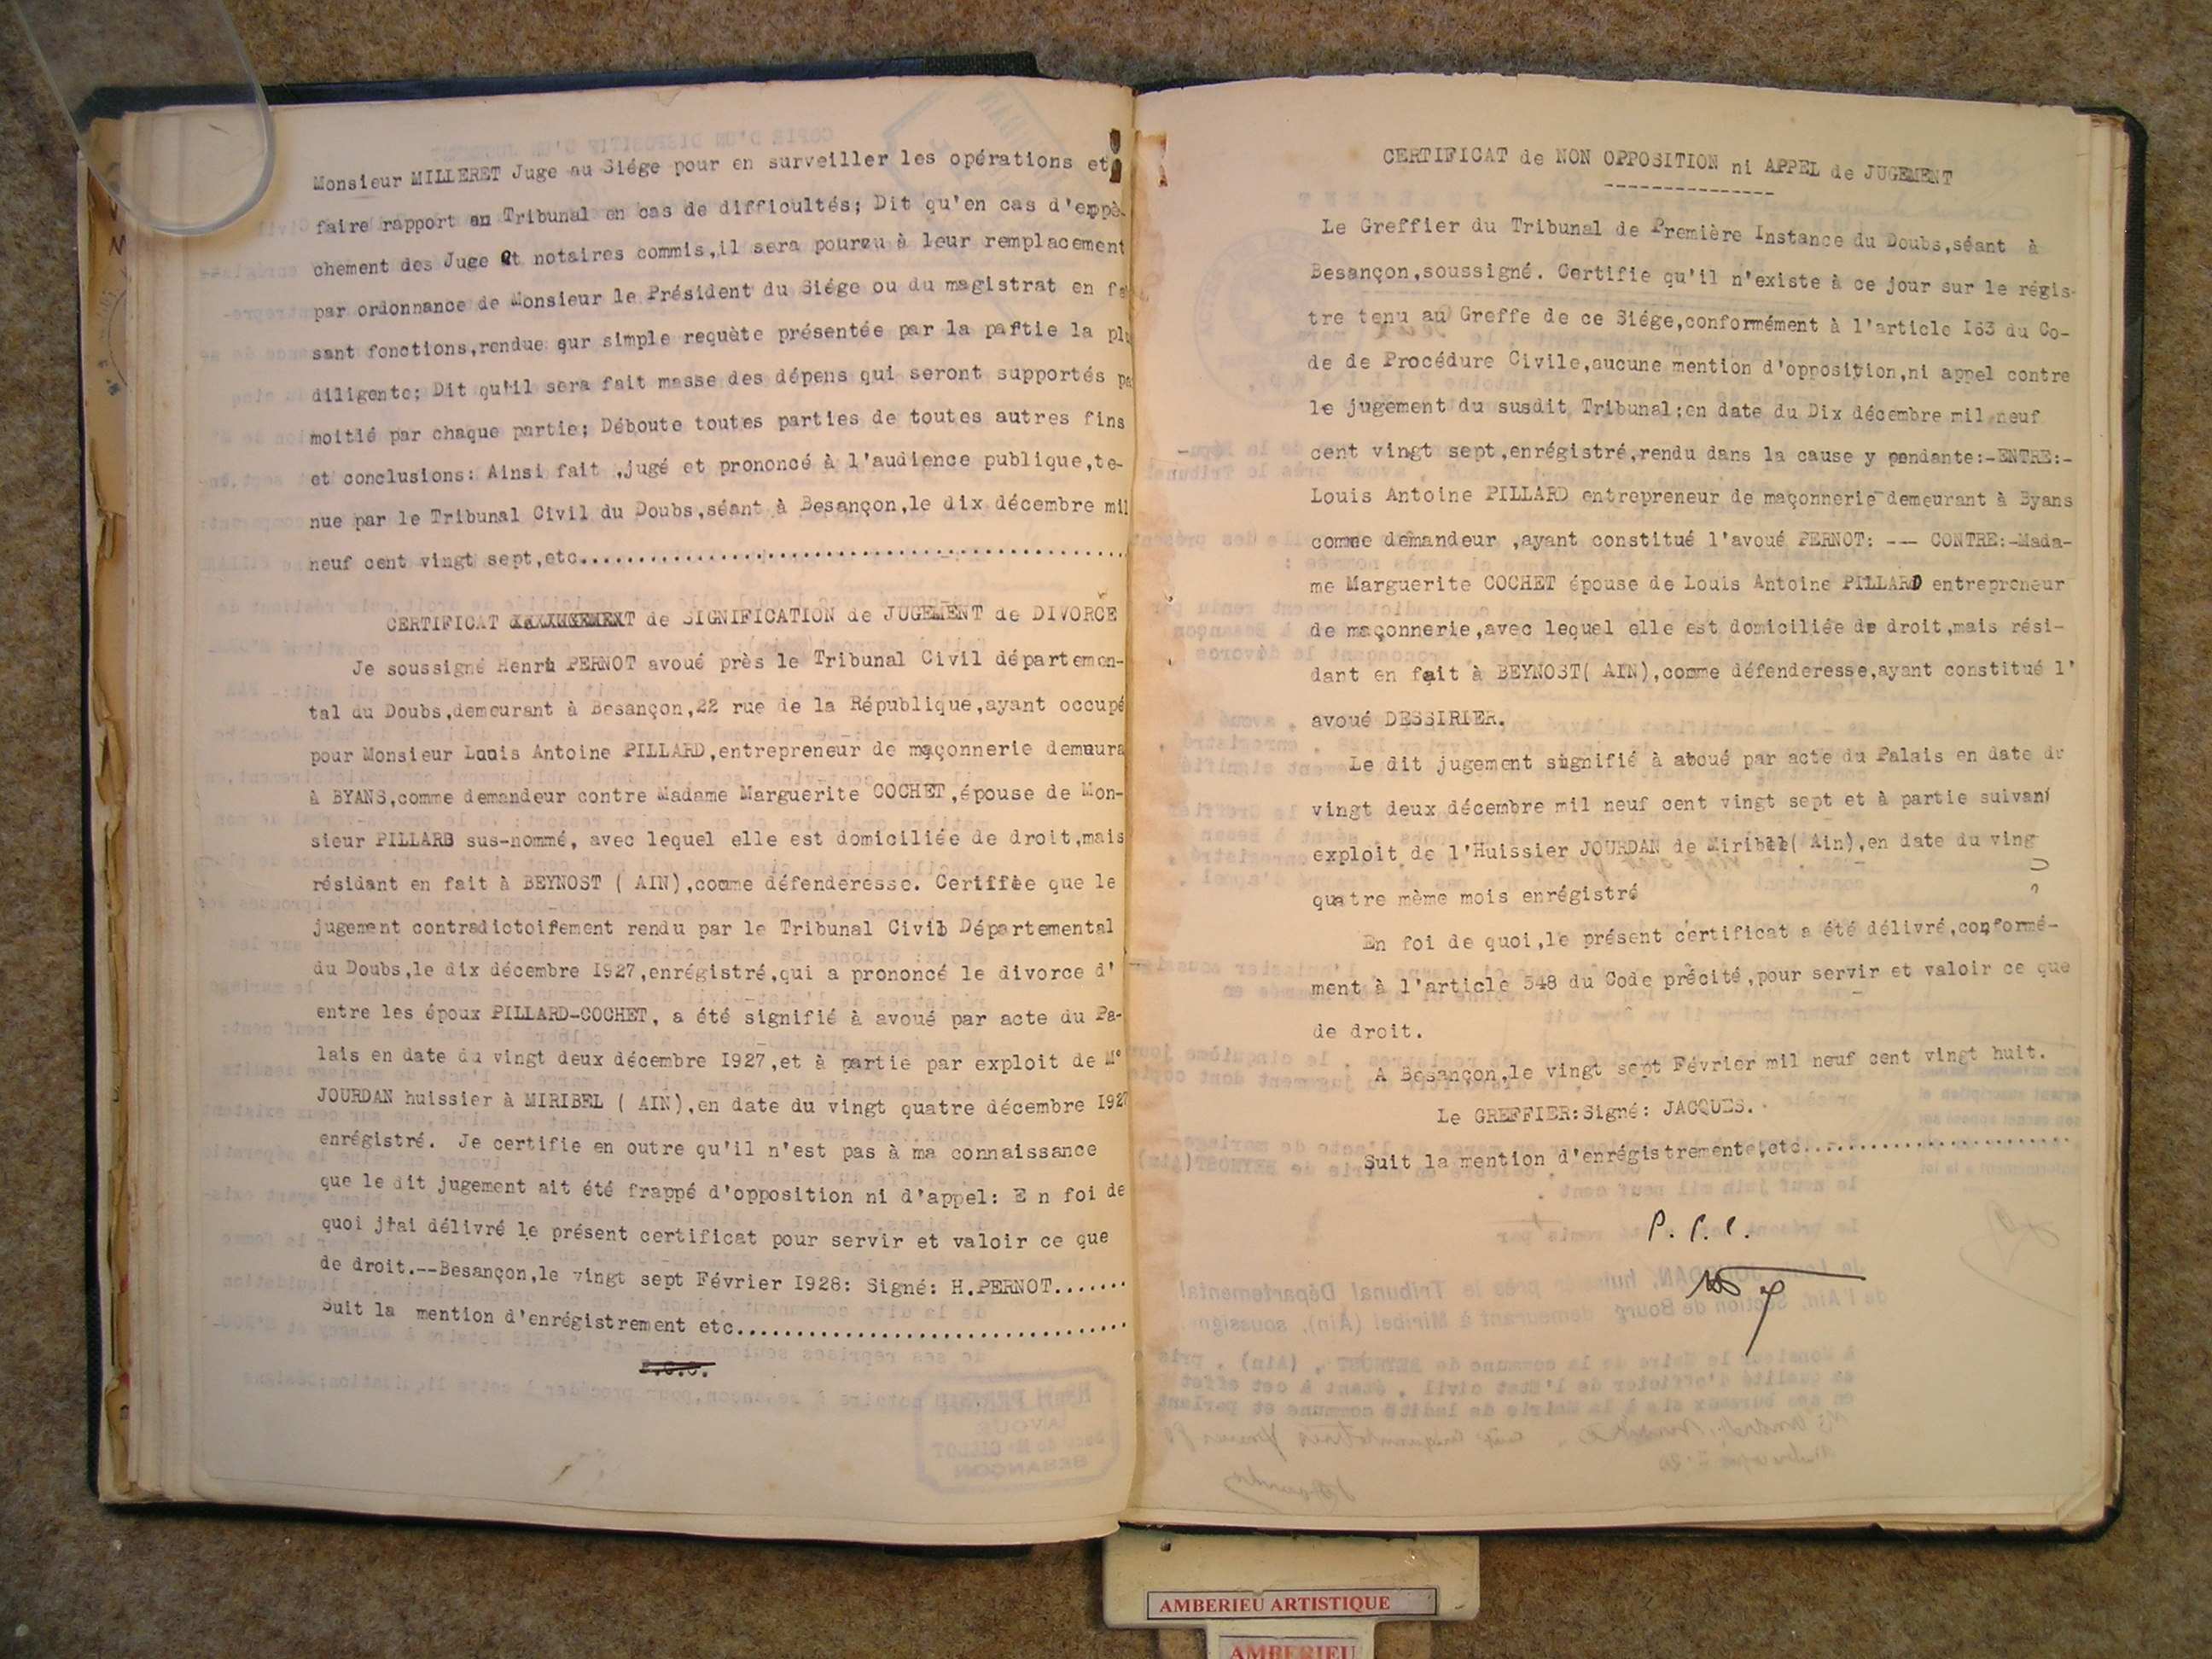 Monsieur MILLERET Juge au Siége pour en surveiller les opérations et
faire rapport au Tribunal en cas de difficultés; Dit qu'en cas d'empè-
chement des Juge et notaires commis,il sera pourvu à leur remplacement
par ordonnance de Monsieur le Président du Siége ou du magistrat en fai
sant fonctions,rendue sur simple requète présentée par la partie la plu
diligente; Dit qu'il sera fait masse des dépens qui seront supportés pa
moitié par chaque partie; Déboute toutes parties de toutes autres fins
et conclusions: Ainsi fait ,jugé et prononcé à l'audience publique,te-
nue par le Tribunal Civil du Doubs,séant à Besançon,le dix décembre mil
neuf cent vingt sept,etc..................................................
CERTIFICAT de SIGNIFICATION de JUGEMENT de DIVORCE
Je soussigné Henri PERNOT avoué près le Tribunal Civil départemen-
tal du Doubs,demeurant à Besançon,22 rue de la République,ayant occupé
pour Monsieur Louis Antoine PILLARD,entrepreneur de maçonnerie demeura
à BYANS,comme demandeur contre Madame Marguerite COCHET,épouse de Mon-
sieur PILLARD sus-nommé, avec lequel elle est domiciliée de droit,mais
résidant en fait à BEYNOST ( AIN),comme défenderesse. Certifie que le
jugement contradictoirement rendu par le Tribunal Civil Départemental
du Doubs,le dix décembre I927,enrégistré,qui a prononcé le divorce d'
entre les époux PILLARD-COCHET, a été signifié à avoué par acte du Pa-
lais en date du vingt deux décembre I927,et à partie par exploit de M°
JOURDAN huissier à MIRIBEL ( AIN),en date du vingt quatre décembre I927
enrégistré. Je certifie en outre qu'il n'est pas à ma connaissance
que le dit jugement ait été frappé d'opposition ni d'appel: E n foi de
quoi j'ai délivré le présent certificat pour servir et valoir ce que
de droit.--Besançon,le vingt sept Février I928: Signé: H.PERNOT.......
Suit la mention d'enrégistrement etc..................................
CERTIFICAT de NON OPPOSITION ni APPEL de JUGEMENT
Le Greffier du Tribunal de Première Instance du Doubs,séant à
Besançon,soussigné. Certifie qu'il n'existe à ce jour sur le régis-
tre tenu au Greffe de ce Siége,conformément à l'article I63 du Co-
de de Procédure Civile,aucune mention d'opposition,ni appel contre
le jugement du susdit Tribunal;en date du Dix décembre mil neuf
cent vingt sept,enrégistré,rendu dans la cause y pendante:-ENTRE:-
Louis Antoine PILLARD entrepreneur de maçonnerie demeurant à Byans
comme demandeur ,ayant constitué l'avoué PERNOT: --- CONTRE:-Mada-
me Marguerite COCHET épouse de Louis Antoine PILLARD entrepreneur
de maçonnerie,avec lequel elle est domiciliée de droit,mais rési-
dant en fait à BEYNOST( AIN),comme défenderesse,ayant constitué l'
avoué DESSIRIER.
Le dit jugement signifié à avoué par acte du Palais en date du
vingt deux décembre mil neuf cent vingt sept et à partie suivant
exploit de l'Huissier JOURDAN de Miribel( Ain),en date du ving
quatre mème mois enrégistré
En foi de quoi,le présent certificat a été délivré,conformé-
ment à l'article 548 du Code précité,pour servir et valoir ce que
de droit.
A Besançon,le vingt sept Février mil neuf cent vingt huit.
Le GREFFIER:Signé: JACQUES.
Suit la mention d'enrégistrement,etc.......................
P. P. C.
AMBERIEU ARTISTIQUE
AMBERIEU